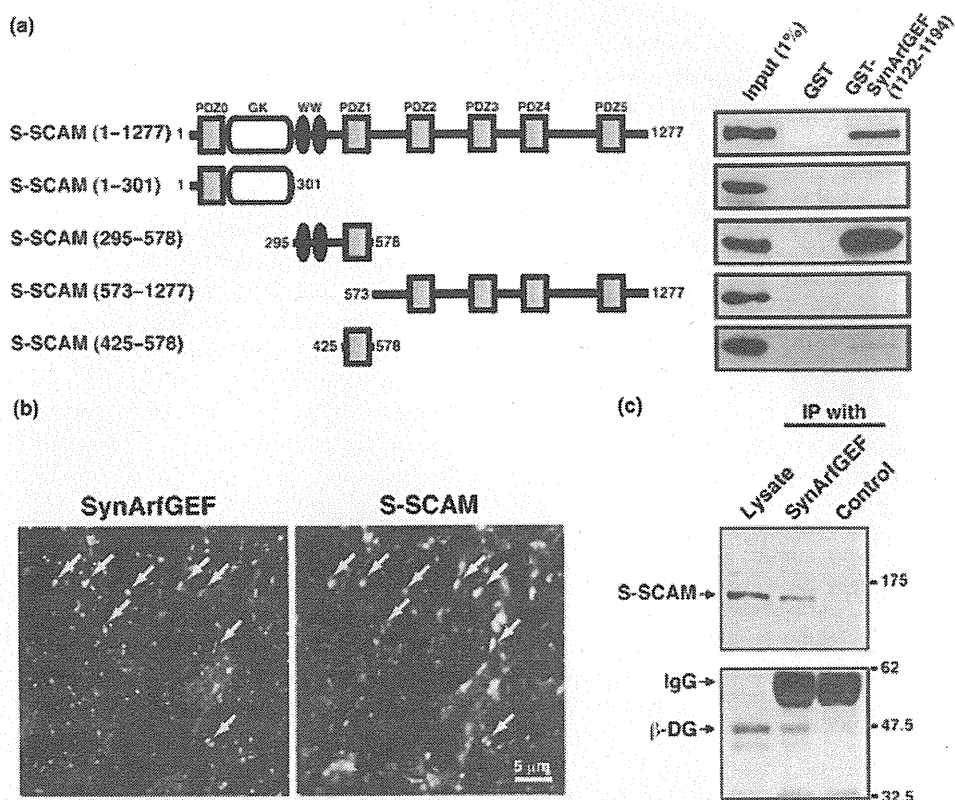 (a)
Input (1%)
GST
GST-
SynArfGEF
(1122–1194)
PDZ0 GK WW PDZ1 PDZ2 PDZ3 PDZ4 PDZ5
S-SCAM (1–1277) 1 1277
S-SCAM (1–301) 1 301
S-SCAM (295–578) 295 578
S-SCAM (573–1277) 573 1277
S-SCAM (425–578) 425 578
(b)
SynArfGEF
S-SCAM
5 μm
(c)
IP with
Lysate
SynArfGEF
Control
S-SCAM
175
62
IgG
β-DG
47.5
32.5